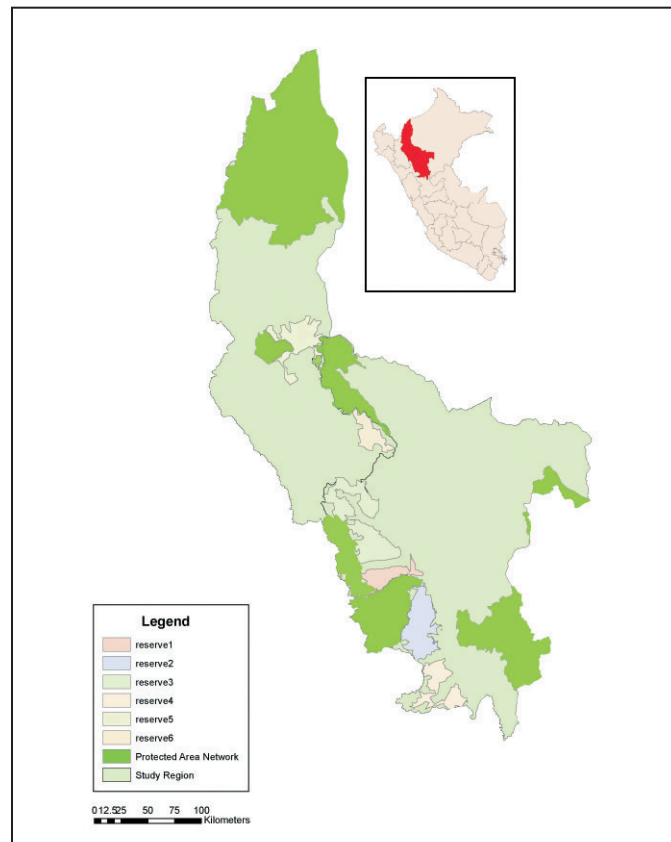 Legend
reserve1
reserve2
reserve3
reserve4
reserve5
reserve6
Protected Area Network
Study Region
0 12.5 25 50 75 100
Kilometers